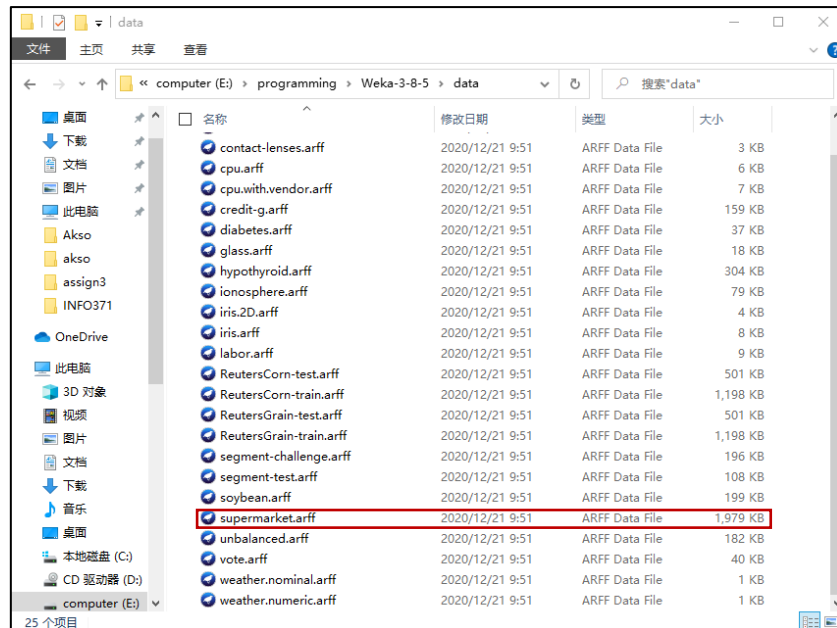 data
文件 主页 共享 查看
« computer (E:) › programming › Weka-3-8-5 › data 搜索"data"
名称 修改日期 类型 大小
桌面
下载
文档
图片
此电脑
Akso
akso
assign3
INFO371
OneDrive
此电脑
3D 对象
视频
图片
文档
下载
音乐
桌面
本地磁盘 (C:)
CD 驱动器 (D:)
computer (E:)
contact-lenses.arff 2020/12/21 9:51 ARFF Data File 3 KB
cpu.arff 2020/12/21 9:51 ARFF Data File 6 KB
cpu.with.vendor.arff 2020/12/21 9:51 ARFF Data File 7 KB
credit-g.arff 2020/12/21 9:51 ARFF Data File 159 KB
diabetes.arff 2020/12/21 9:51 ARFF Data File 37 KB
glass.arff 2020/12/21 9:51 ARFF Data File 18 KB
hypothyroid.arff 2020/12/21 9:51 ARFF Data File 304 KB
ionosphere.arff 2020/12/21 9:51 ARFF Data File 79 KB
iris.2D.arff 2020/12/21 9:51 ARFF Data File 4 KB
iris.arff 2020/12/21 9:51 ARFF Data File 8 KB
labor.arff 2020/12/21 9:51 ARFF Data File 9 KB
ReutersCorn-test.arff 2020/12/21 9:51 ARFF Data File 501 KB
ReutersCorn-train.arff 2020/12/21 9:51 ARFF Data File 1,198 KB
ReutersGrain-test.arff 2020/12/21 9:51 ARFF Data File 501 KB
ReutersGrain-train.arff 2020/12/21 9:51 ARFF Data File 1,198 KB
segment-challenge.arff 2020/12/21 9:51 ARFF Data File 196 KB
segment-test.arff 2020/12/21 9:51 ARFF Data File 108 KB
soybean.arff 2020/12/21 9:51 ARFF Data File 199 KB
supermarket.arff 2020/12/21 9:51 ARFF Data File 1,979 KB
unbalanced.arff 2020/12/21 9:51 ARFF Data File 182 KB
vote.arff 2020/12/21 9:51 ARFF Data File 40 KB
weather.nominal.arff 2020/12/21 9:51 ARFF Data File 1 KB
weather.numeric.arff 2020/12/21 9:51 ARFF Data File 1 KB
25 个项目